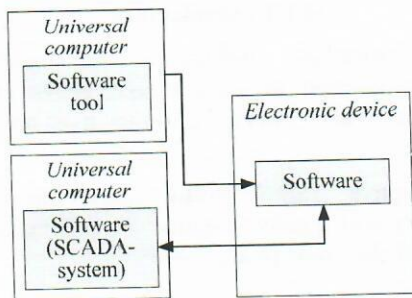 Universal
computer
Software
tool
Electronic device
Software
Universal
computer
Software
(SCADA-
system)